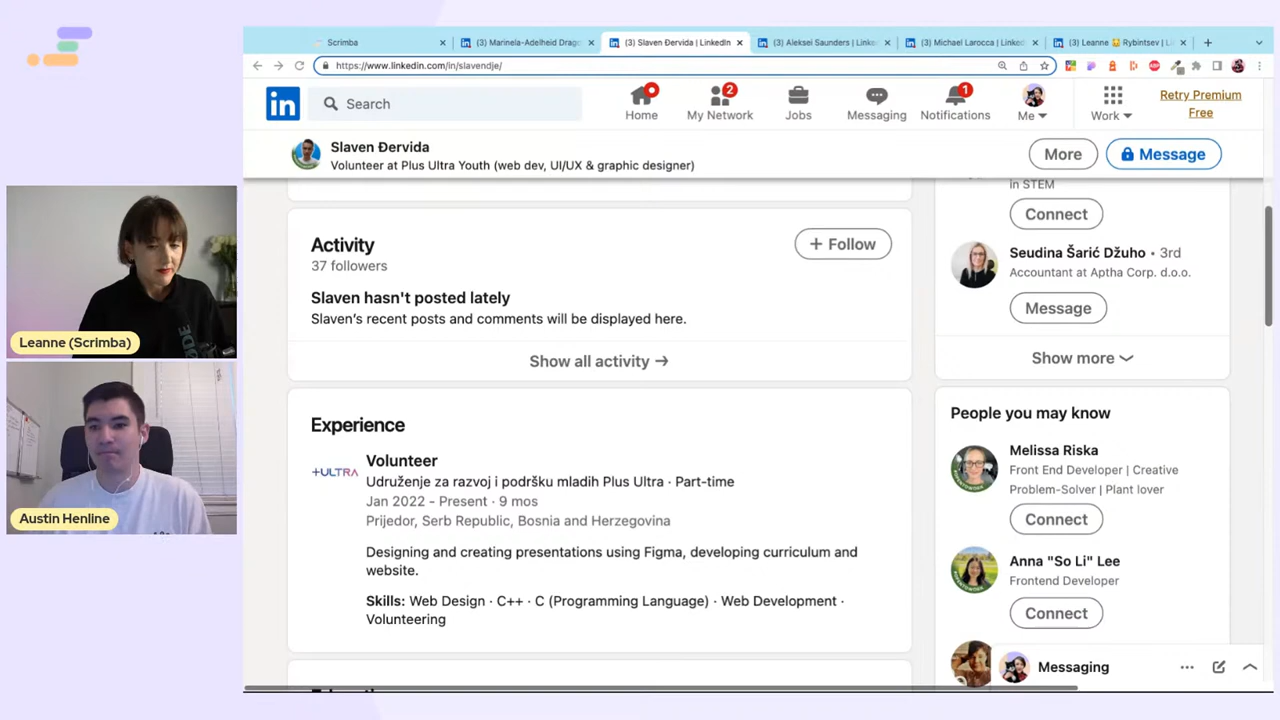 Scrimba
(3) Marinela-Adelheid Drago
(3) Slaven Đervida | LinkedIn
(3) Aleksei Saunders | Linke
(3) Michael Larocca | Linked
(3) Leanne Rybintsev | L
https://www.linkedin.com/in/slavendje/
in
Search
Home
2
My Network
Jobs
Messaging
1
Notifications
Me
Work
Retry Premium
Free
Slaven Đervida
Volunteer at Plus Ultra Youth (web dev, UI/UX & graphic designer)
More
Message
Activity
37 followers
+ Follow
Slaven hasn't posted lately
Slaven's recent posts and comments will be displayed here.
Show all activity →
Experience
+ULTRA
Volunteer
Udruženje za razvoj i podršku mladih Plus Ultra · Part-time
Jan 2022 - Present · 9 mos
Prijedor, Serb Republic, Bosnia and Herzegovina
Designing and creating presentations using Figma, developing curriculum and
website.
Skills: Web Design · C++ · C (Programming Language) · Web Development ·
Volunteering
in STEM
Connect
Seudina Šarić Džuho • 3rd
Accountant at Aptha Corp. d.o.o.
Message
Show more
People you may know
Melissa Riska
Front End Developer | Creative
Problem-Solver | Plant lover
Connect
Anna "So Li" Lee
Frontend Developer
Connect
Messaging
Leanne (Scrimba)
Austin Henline